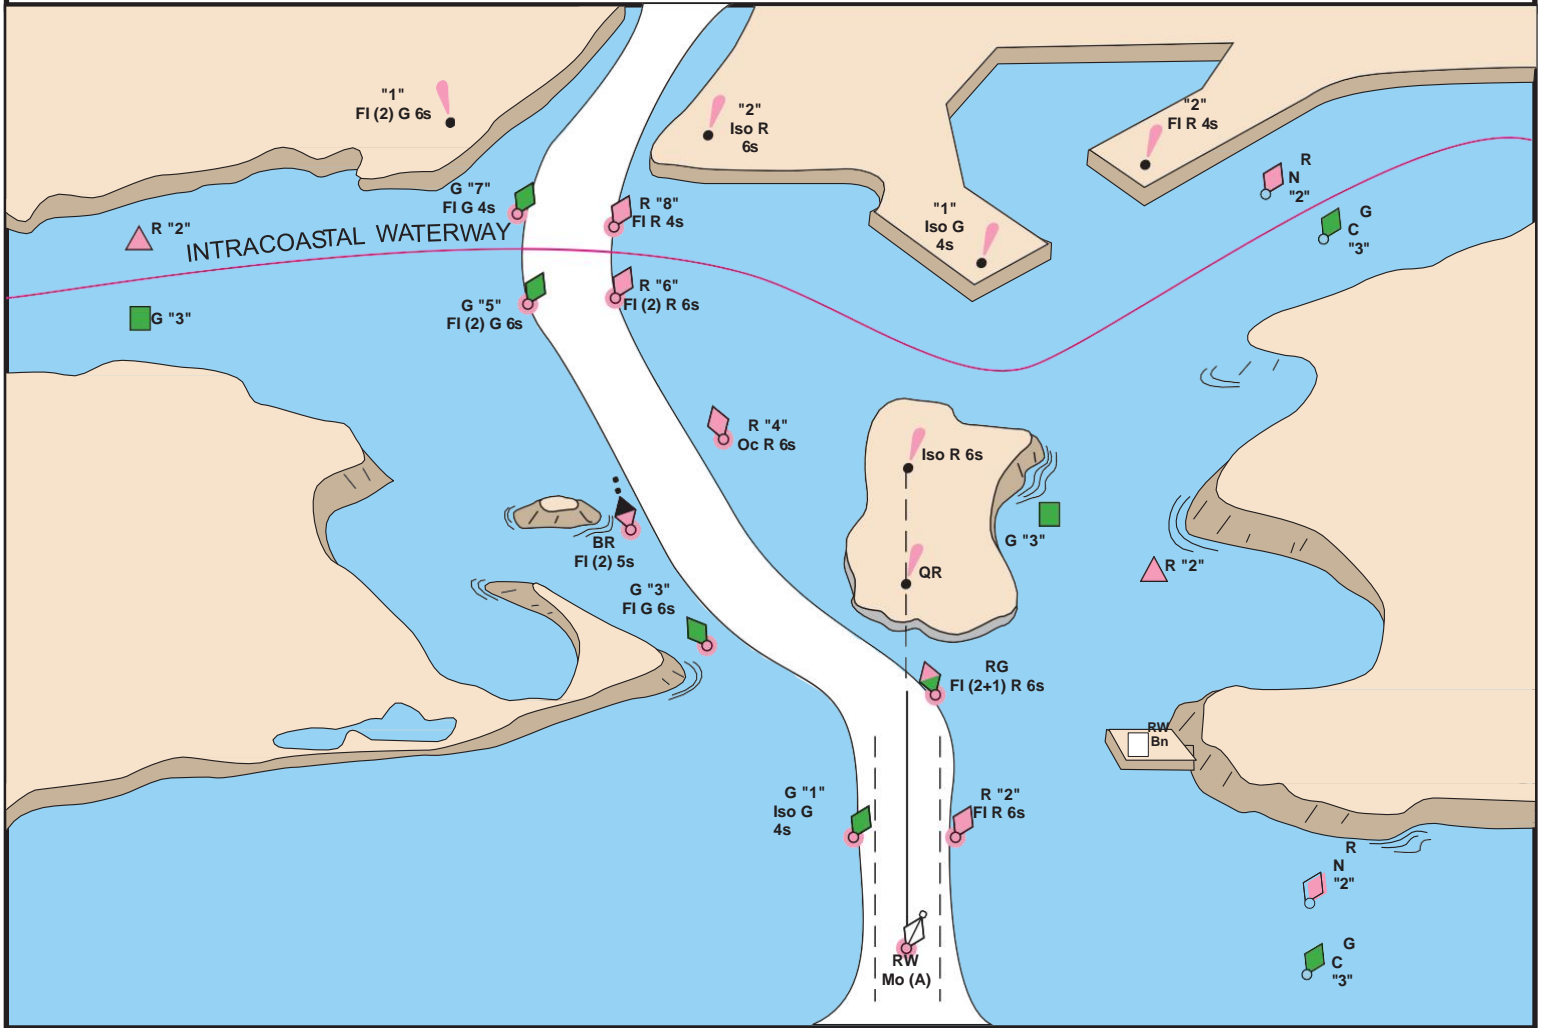 "1"
Fl (2) G 6s
"2"
Iso R
6s
"2"
Fl R 4s
R
N
"2"
G
C
"3"
G "7"
Fl G 4s
R "8"
Fl R 4s
"1"
Iso G
4s
R "2"
INTRACOASTAL WATERWAY
G "3"
G "5"
Fl (2) G 6s
R "6"
Fl (2) R 6s
R "4"
Oc R 6s
Iso R 6s
G "3"
BR
Fl (2) 5s
QR
R "2"
G "3"
Fl G 6s
RG
Fl (2+1) R 6s
RW
Bn
G "1"
Iso G
4s
R "2"
Fl R 6s
R
N
"2"
RW
Mo (A)
G
C
"3"